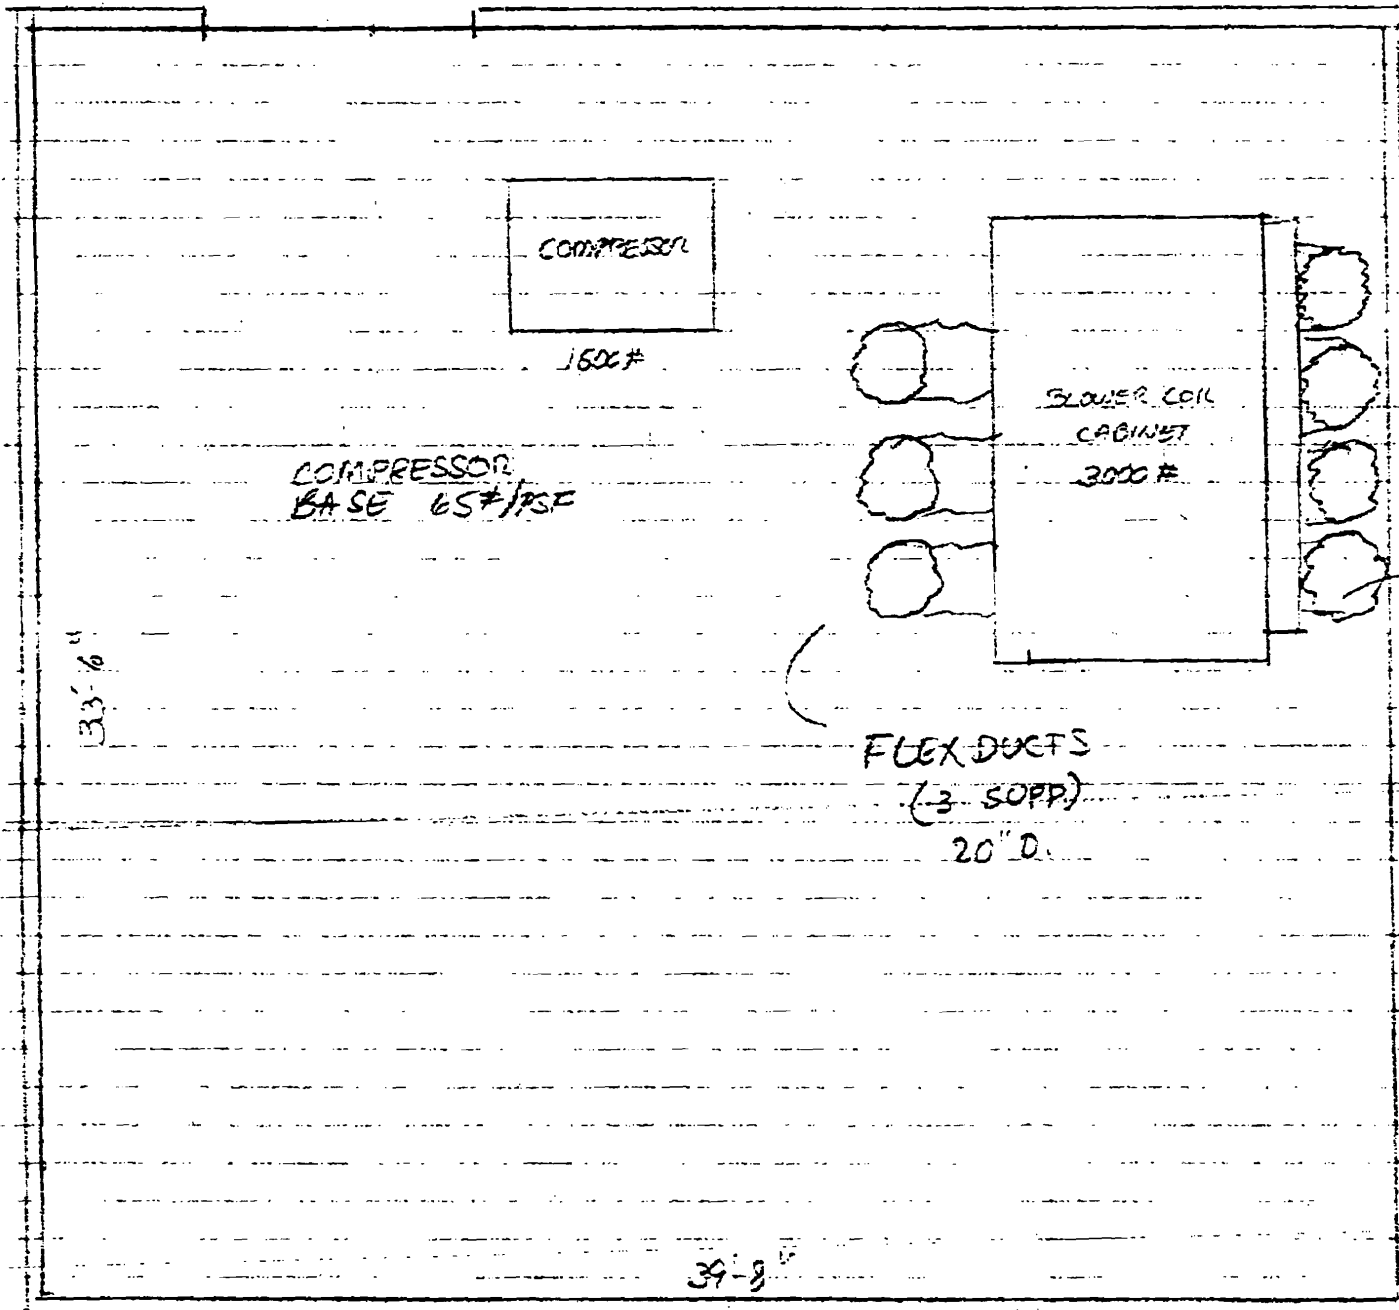 COMPRESSOR
1600#
COMPRESSOR
BASE 65#/PSF
BLOWER COIL
CABINET
3000#
33'-6"
FLEX DUCTS
(3 SUPP.)
20" D.
39'-8"